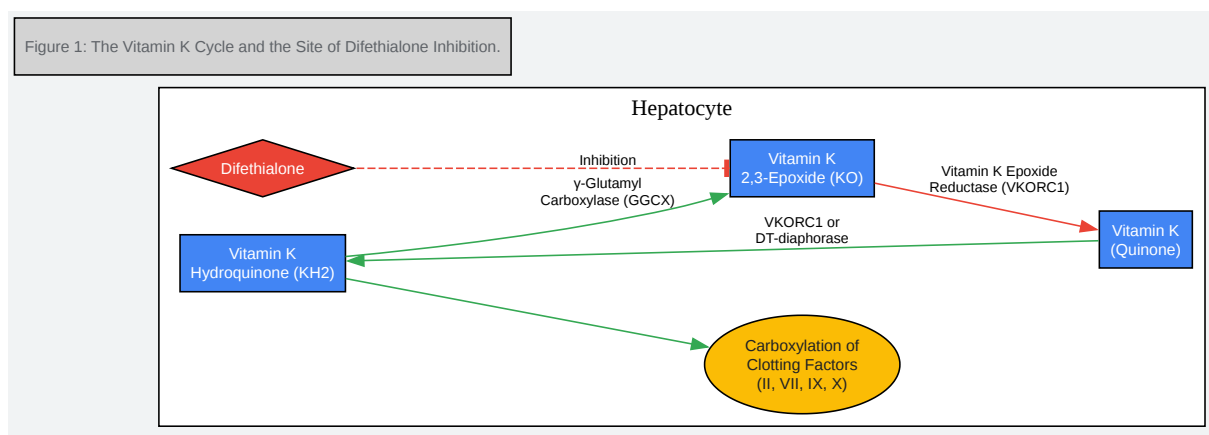 Figure 1: The Vitamin K Cycle and the Site of Difethialone Inhibition.
Hepatocyte
Difethialone
Inhibition
Vitamin K
2,3-Epoxide (KO)
Vitamin K Epoxide
Reductase (VKORC1)
γ-Glutamyl
Carboxylase (GGCX)
VKORC1 or
DT-diaphorase
Vitamin K
(Quinone)
Vitamin K
Hydroquinone (KH2)
Carboxylation of
Clotting Factors
(II, VII, IX, X)